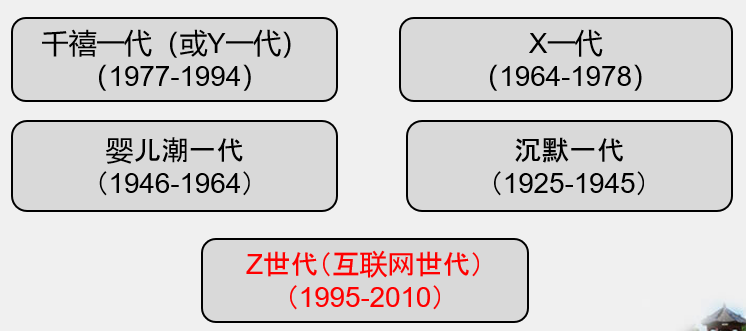 千禧一代（或Y一代）
(1977-1994)
X一代
(1964-1978)
婴儿潮一代
（1946-1964）
沉默一代
（1925-1945）
Z世代（互联网世代）
（1995-2010）